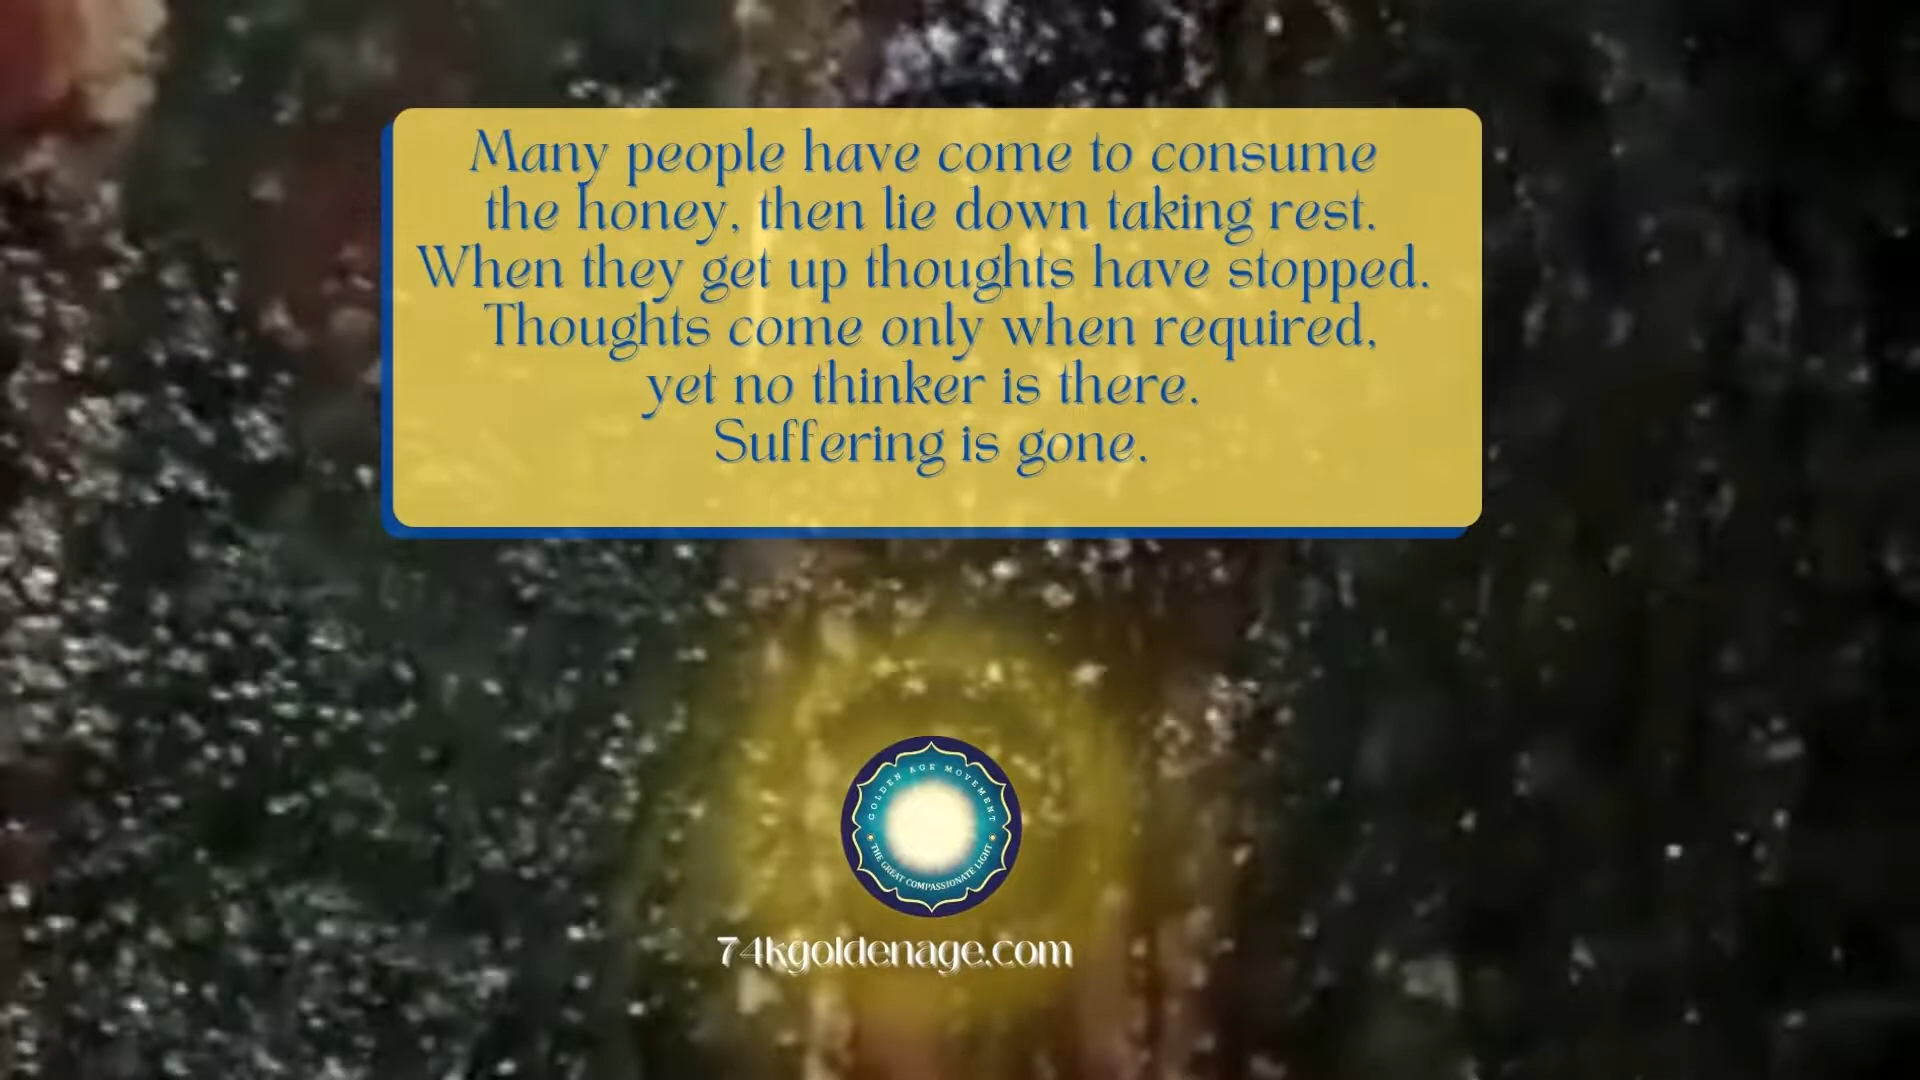 Many people have come to consume
the honey, then lie down taking rest.
When they get up thoughts have stopped.
Thoughts come only when required,
yet no thinker is there.
Suffering is gone.
GOLDEN AGE MOVEMENT
THE GREAT COMPASSIONATE LIGHT
74kgoldenage.com